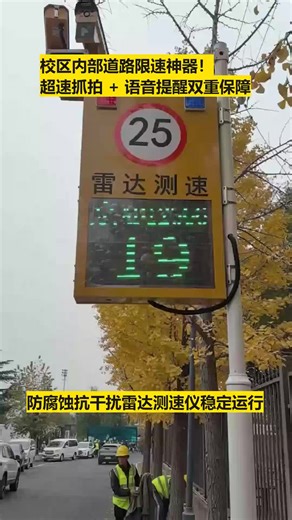 校区内部道路限速神器！
超速抓拍 + 语音提醒双重保障
25
雷达测速
19
防腐蚀抗干扰雷达测速仪稳定运行